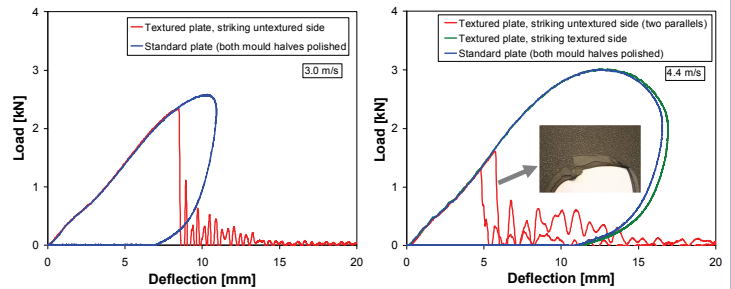 Textured plate, striking untextured side
Standard plate (both mould halves polished
3.0 m/s
4
3
2
1
0
Load [kN]
0 5 10 15 20
Deflection [mm]
Textured plate, striking untextured side (two parallels)
Textured plate, striking textured side
Standard plate (both mould halves polished)
4.4 m/s
4
3
2
1
0
Load [kN]
0 5 10 15 20
Deflection [mm]